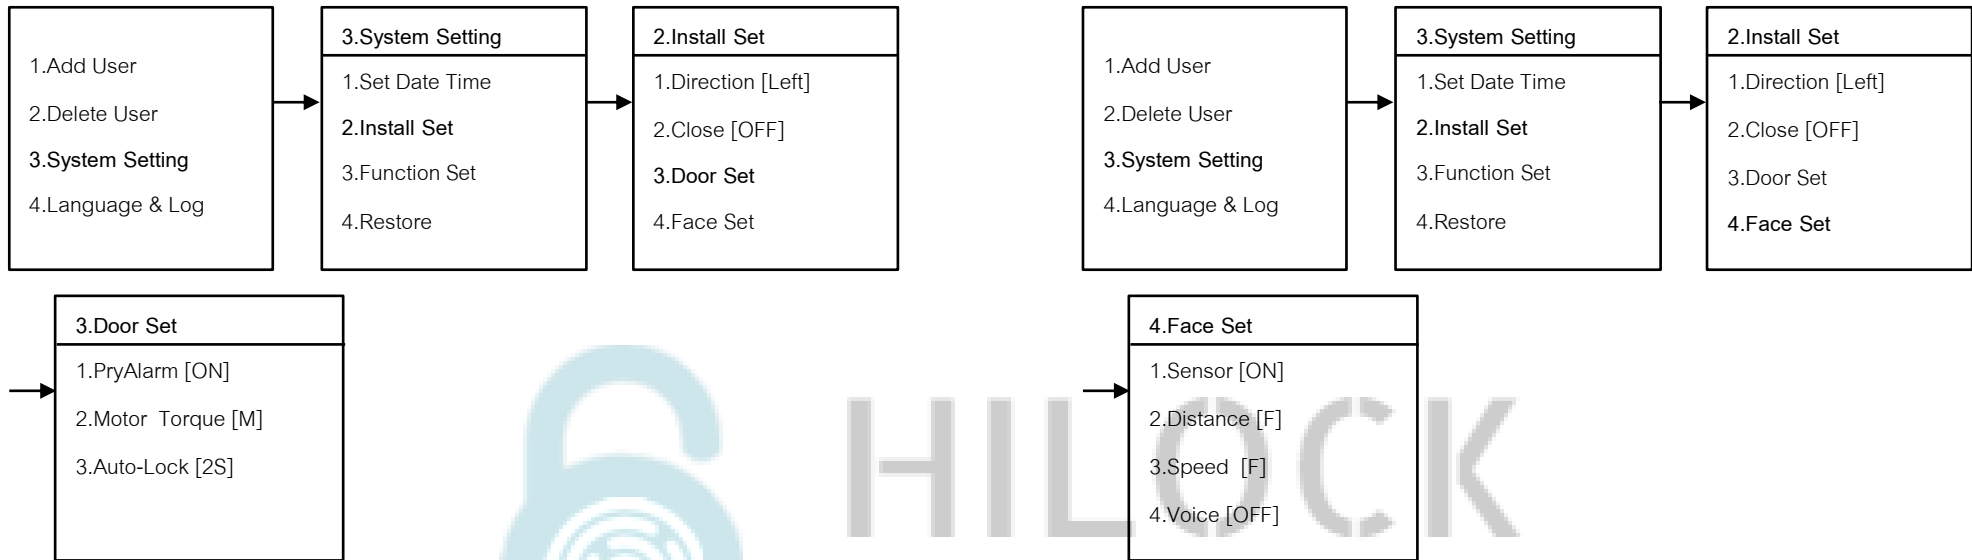 1.Add User
2.Delete User
3.System Setting
4.Language & Log
3.System Setting
1.Set Date Time
2.Install Set
3.Function Set
4.Restore
2.Install Set
1.Direction [Left]
2.Close [OFF]
3.Door Set
4.Face Set
3.Door Set
1.PryAlarm [ON]
2.Motor  Torque [M]
3.Auto-Lock [2S]
1.Add User
2.Delete User
3.System Setting
4.Language & Log
3.System Setting
1.Set Date Time
2.Install Set
3.Function Set
4.Restore
2.Install Set
1.Direction [Left]
2.Close [OFF]
3.Door Set
4.Face Set
4.Face Set
1.Sensor [ON]
2.Distance [F]
3.Speed  [F]
4.Voice [OFF]
HILOCK